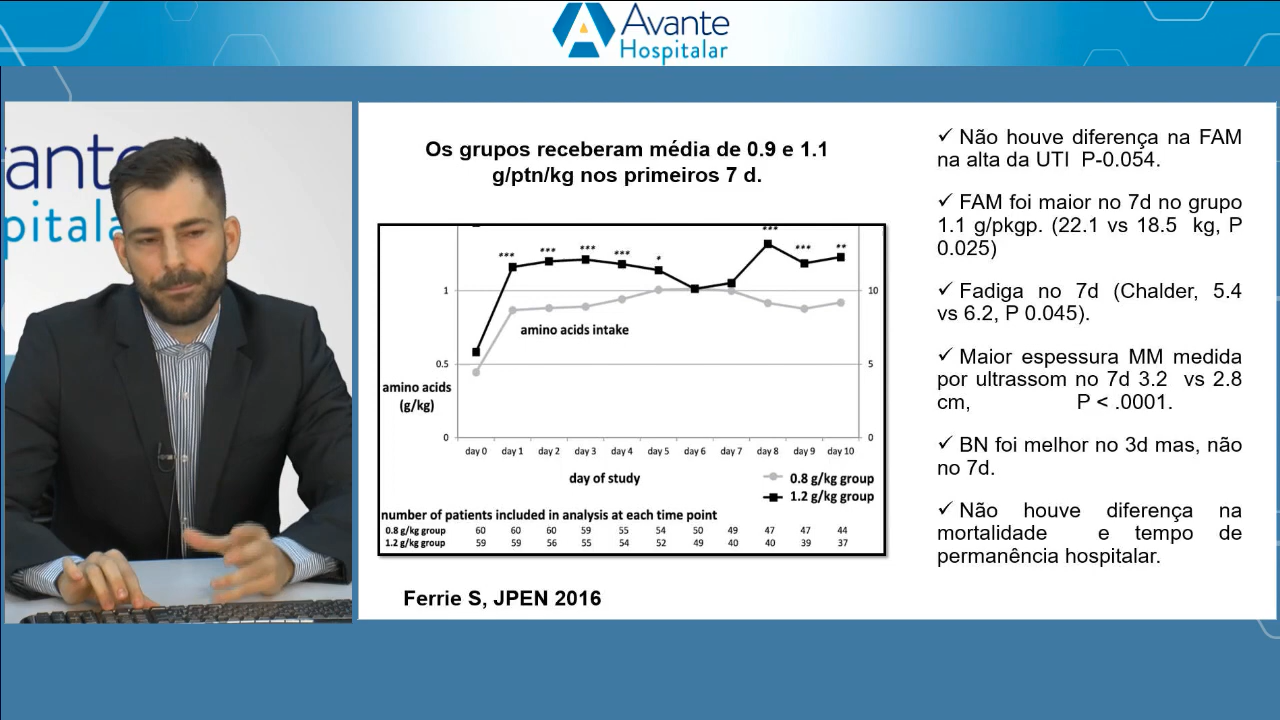 Avante
Hospitalar
vante
pitala
Os grupos receberam média de 0.9 e 1.1
g/ptn/kg nos primeiros 7 d.
*** *** *** *** * *** *** **
1 10
amino acids intake
0.5 5
amino acids
(g/kg)
0 0
day 0 day 1 day 2 day 3 day 4 day 5 day 6 day 7 day 8 day 9 day 10
day of study
0.8 g/kg group
1.2 g/kg group
number of patients included in analysis at each time point
0.8 g/kg group 60 60 60 59 55 54 50 49 47 47 44
1.2 g/kg group 59 59 56 55 54 52 49 40 40 39 37
Ferrie S, JPEN 2016
✓ Não houve diferença na FAM
na alta da UTI P-0.054.
✓ FAM foi maior no 7d no grupo
1.1 g/pkgp. (22.1 vs 18.5 kg, P
0.025)
✓ Fadiga no 7d (Chalder, 5.4
vs 6.2, P 0.045).
✓ Maior espessura MM medida
por ultrassom no 7d 3.2 vs 2.8
cm, P < .0001.
✓ BN foi melhor no 3d mas, não
no 7d.
✓ Não houve diferença na
mortalidade e tempo de
permanência hospitalar.